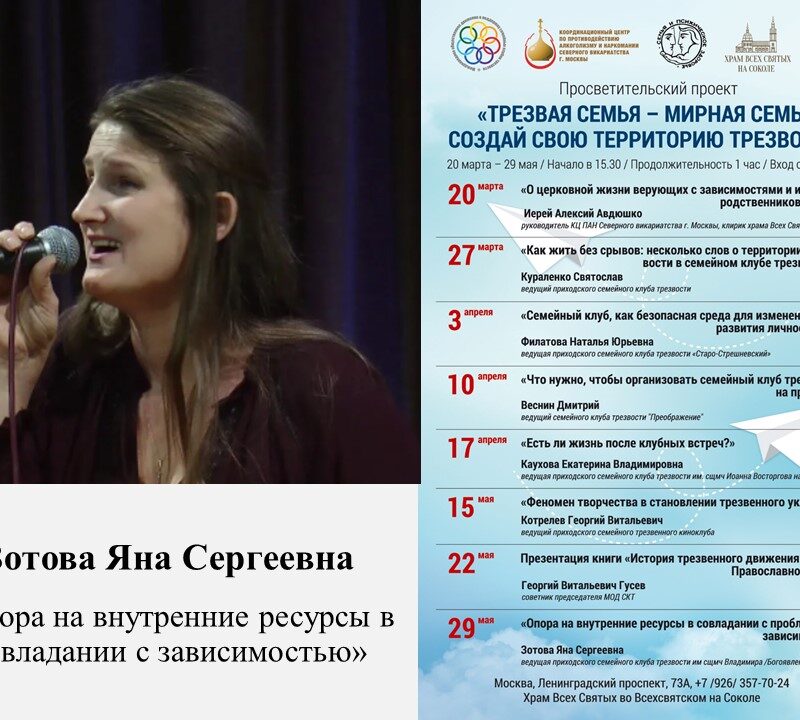 Зотова Яна Сергеевна
ора на внутренние ресурсы в
владании с зависимостью»
КООРДИНАЦИОННЫЙ ЦЕНТР
ПО ПРОТИВОДЕЙСТВИЮ
АЛКОГОЛИЗМУ И НАРКОМАНИИ
СЕВЕРНОГО ВИКАРИАТСТВА
Г. МОСКВЫ
ХРАМ ВСЕХ СВЯТЫХ
НА СОКОЛЕ
Просветительский проект
«ТРЕЗВАЯ СЕМЬЯ – МИРНАЯ СЕМЬ
СОЗДАЙ СВОЮ ТЕРРИТОРИЮ ТРЕЗВО
20 марта – 29 мая / Начало в 15.30 / Продолжительность 1 час / Вход с
20 марта «О церковной жизни верующих с зависимостями и и
родственников
Иерей Алексий Авдюшко
руководитель КЦ ПАН Северного викариатства г. Москвы, клирик храма Всех Свя
27 марта «Как жить без срывов: несколько слов о территории
вости в семейном клубе трезв
Кураленко Святослав
ведущий приходского семейного клуба трезвости
3 апреля «Семейный клуб, как безопасная среда для изменен
развития лично
Филатова Наталья Юрьевна
ведущая приходского семейного клуба трезвости «Старо-Стрешневский»
10 апреля «Что нужно, чтобы организовать семейный клуб тре
на пр
Веснин Дмитрий
ведущий семейного клуба трезвости "Преображение"
17 апреля «Есть ли жизнь после клубных встреч?»
Каухова Екатерина Владимировна
ведущая приходского семейного клуба трезвости им. сщмч Иоанна Восторгова на
15 мая «Феномен творчества в становлении трезвенного ук
Котрелев Георгий Витальевич
ведущий приходского семейного трезвенного киноклуба
22 мая Презентация книги «История трезвенного движения
Православно
Георгий Витальевич Гусев
советник председателя МОД СКТ
29 мая «Опора на внутренние ресурсы в совладании с пробл
зависи
Зотова Яна Сергеевна
ведущая приходского семейного клуба трезвости им сщмч Владимира /Богоявлен
Москва, Ленинградский проспект, 73А, +7 /926/ 357-70-24
Храм Всех Святых во Всехсвятском на Соколе